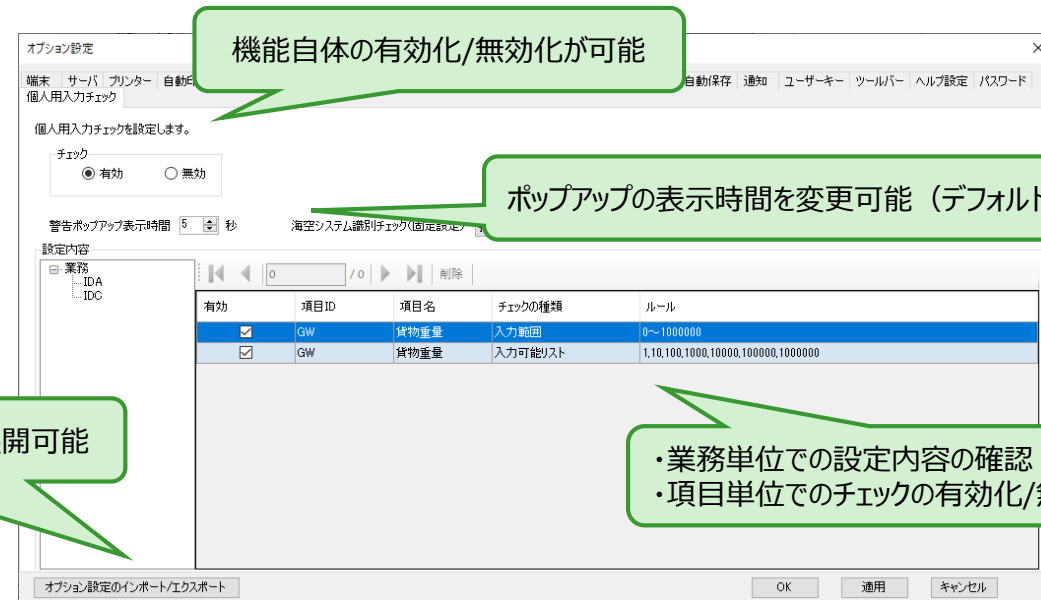 機能自体の有効化/無効化が可能
オプション設定
端末 サーバ プリンター 自動 自動保存 通知 ユーザーキー ツールバー ヘルプ設定 パスワード
個人用入力チェック
個人用入力チェックを設定します。
チェック
有効 無効
ポップアップの表示時間を変更可能（デフォルト
警告ポップアップ表示時間 5 秒 海空システム識別チェック(固定設定)
設定内容
業務
IDA
IDC
0 / 0 削除
有効 項目ID 項目名 チェックの種類 ルール
GW 貨物重量 入力範囲 0～1000000
GW 貨物重量 入力可能リスト 1,10,100,1000,10000,100000,1000000
開可能
・業務単位での設定内容の確認
・項目単位でのチェックの有効化/
オプション設定のインポート/エクスポート OK 適用 キャンセル